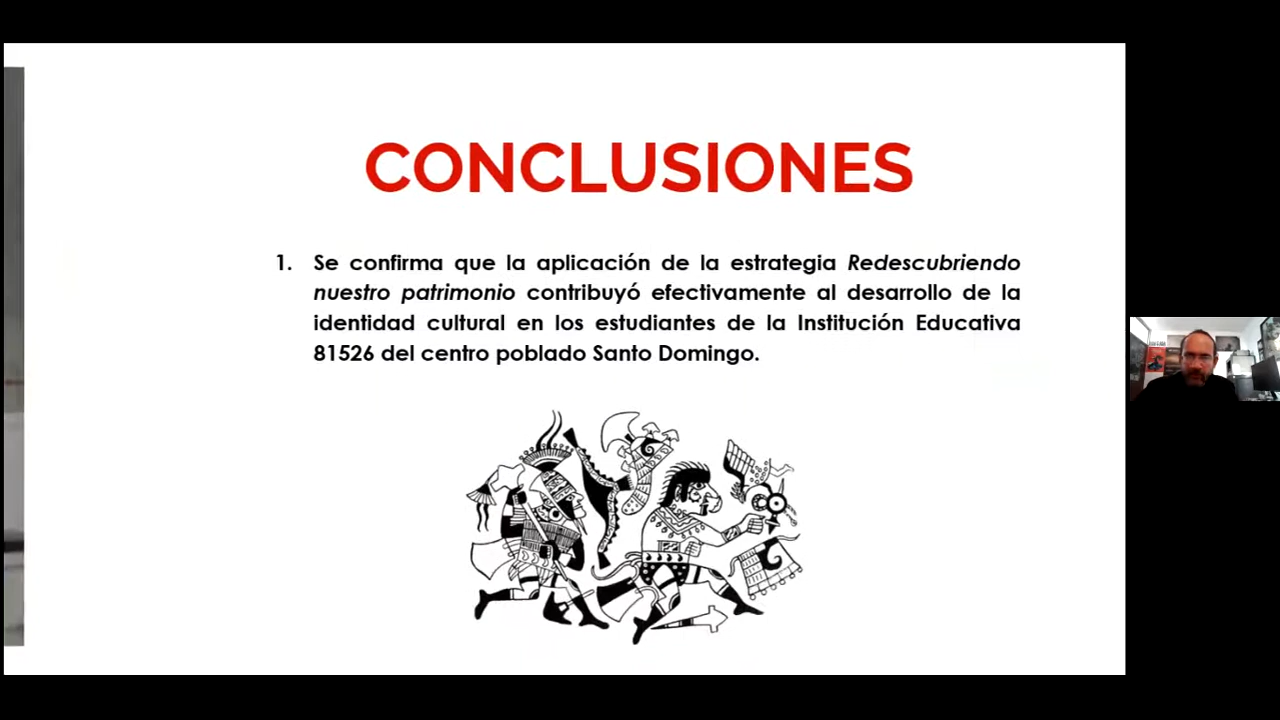 CONCLUSIONES
1. Se confirma que la aplicación de la estrategia Redescubriendo
nuestro patrimonio contribuyó efectivamente al desarrollo de la
identidad cultural en los estudiantes de la Institución Educativa
81526 del centro poblado Santo Domingo.